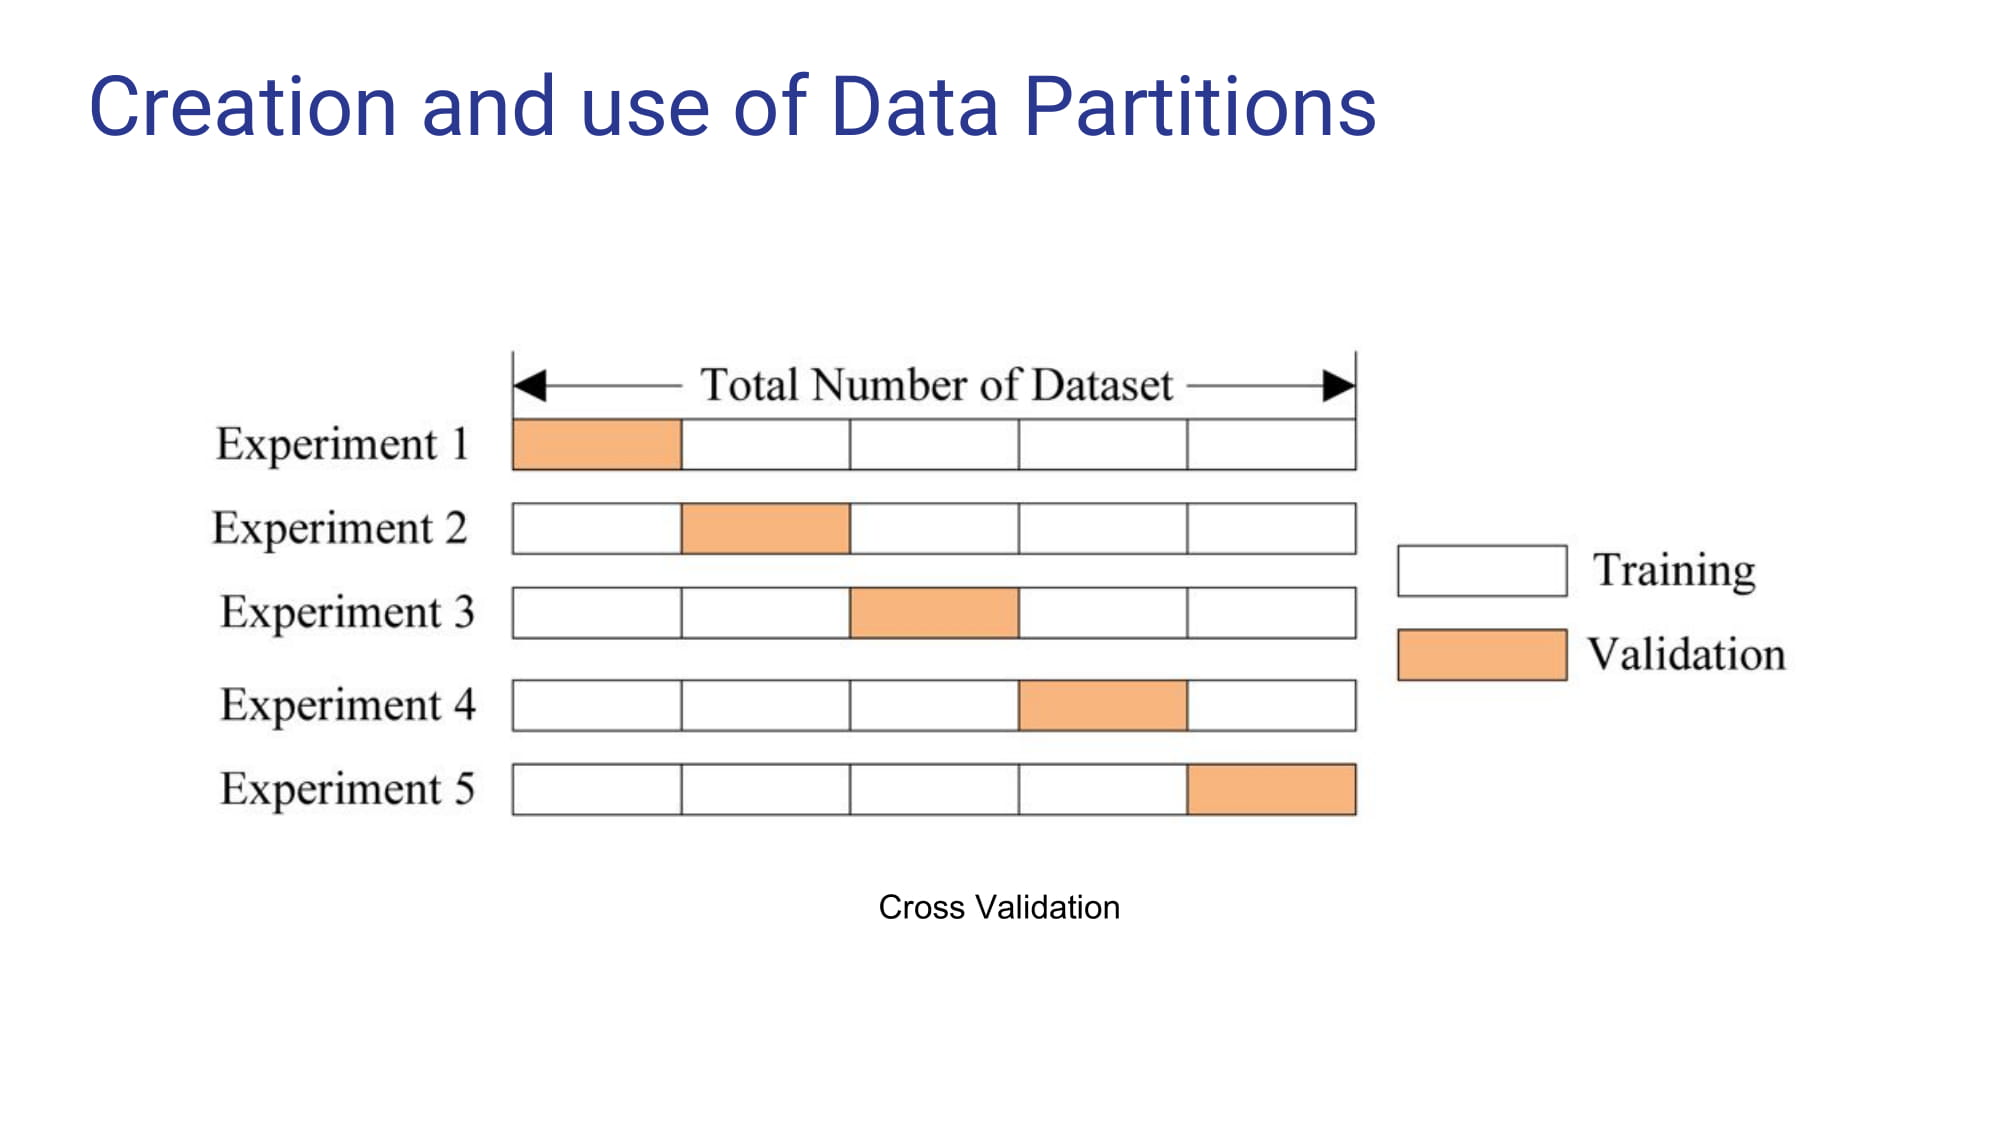 Creation and use of Data Partitions
Total Number of Dataset
Experiment 1
Experiment 2
Experiment 3
Experiment 4
Experiment 5
Training
Validation
Cross Validation